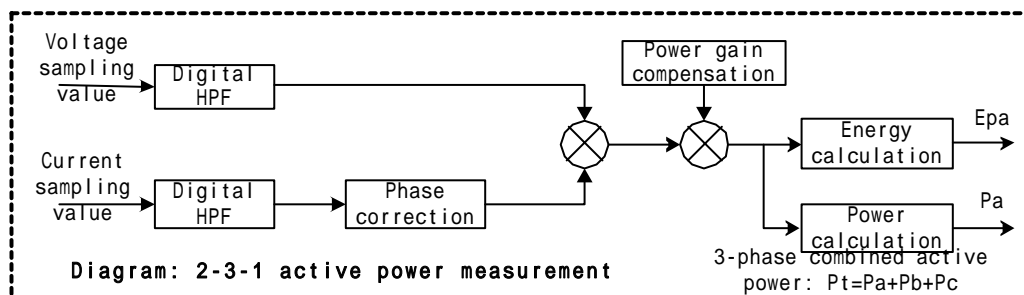 Voltage
sampling
value
Digital
HPF
Power gain
compensation
Energy
calculation
Epa
Current
sampling
value
Digital
HPF
Phase
correction
Power
calculation
Pa
3-phase combined active
power: Pt=Pa+Pb+Pc
Diagram: 2-3-1 active power measurement